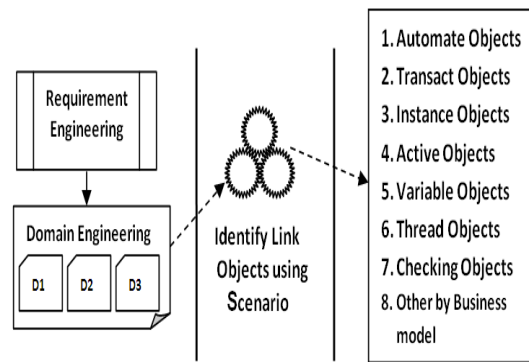 Requirement
Engineering
Domain Engineering
D1 D2 D3
Identify Link
Objects using
Scenario
1. Automate Objects
2. Transact Objects
3. Instance Objects
4. Active Objects
5. Variable Objects
6. Thread Objects
7. Checking Objects
8. Other by Business
model